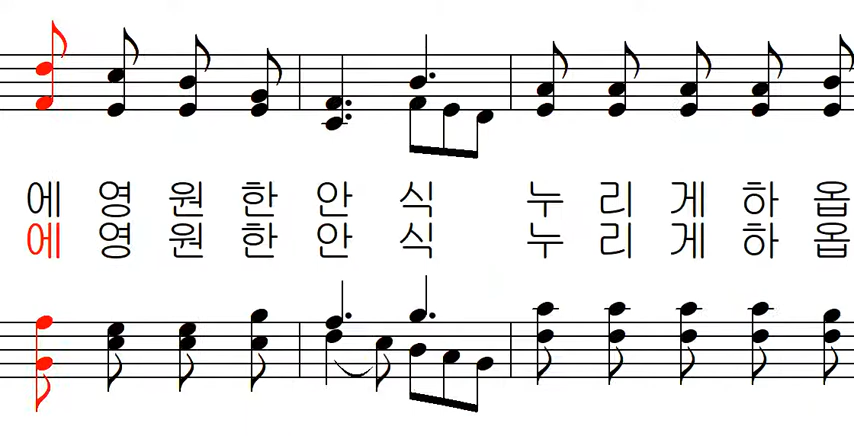 에 영 원 한 안 식 누 리 게 하 옵
에 영 원 한 안 식 누 리 게 하 옵